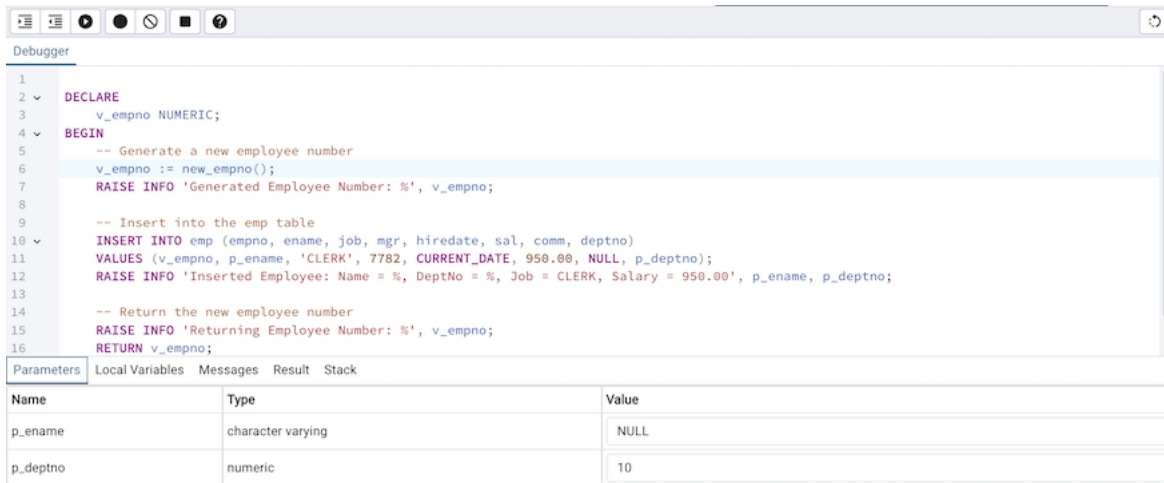 Debugger
1
2 DECLARE
3 v_empno NUMERIC;
4 BEGIN
5 -- Generate a new employee number
6 v_empno := new_empno();
7 RAISE INFO 'Generated Employee Number: %', v_empno;
8
9 -- Insert into the emp table
10 INSERT INTO emp (empno, ename, job, mgr, hiredate, sal, comm, deptno)
11 VALUES (v_empno, p_ename, 'CLERK', 7782, CURRENT_DATE, 950.00, NULL, p_deptno);
12 RAISE INFO 'Inserted Employee: Name = %, DeptNo = %, Job = CLERK, Salary = 950.00', p_ename, p_deptno;
13
14 -- Return the new employee number
15 RAISE INFO 'Returning Employee Number: %', v_empno;
16 RETURN v_empno;
Parameters Local Variables Messages Result Stack
Name Type Value
p_ename character varying NULL
p_deptno numeric 10